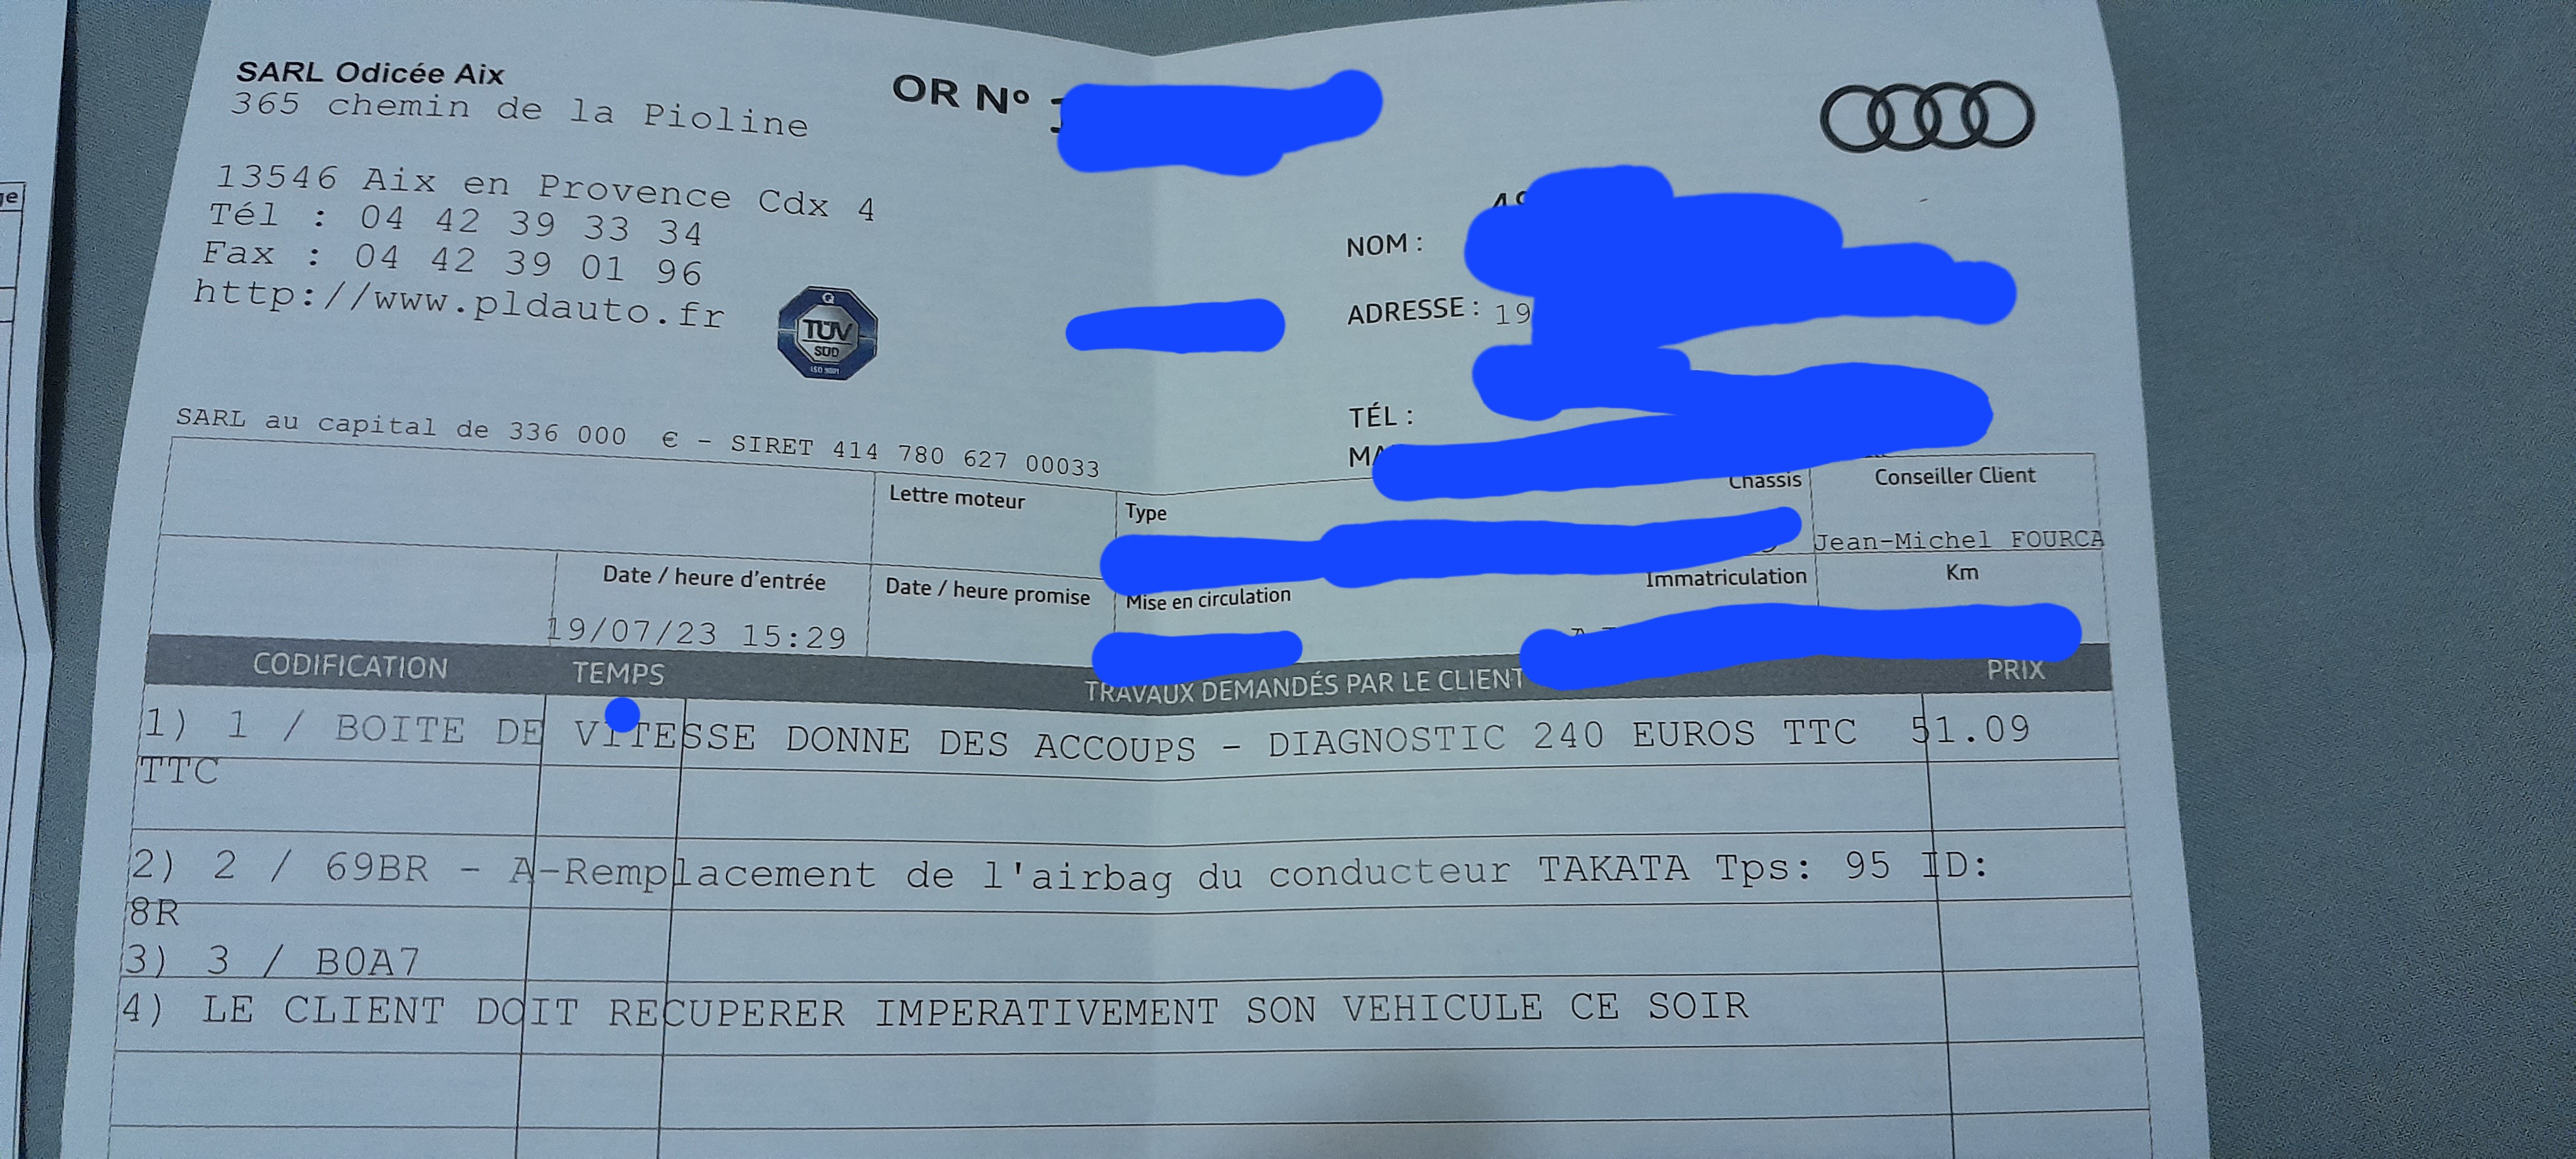 SARL Odicée Aix
365 chemin de la Pioline
13546 Aix en Provence Cdx 4
Tél : 04 42 39 33 34
Fax : 04 42 39 01 96
http://www.pldauto.fr
Q
TÜV
SÜD
ISO 9001
OR Nº
NOM :
ADRESSE : 19
TÉL :
MA
SARL au capital de 336 000 € - SIRET 414 780 627 00033
Lettre moteur
Type
Chassis
Conseiller Client
Jean-Michel FOURCA
Date / heure d'entrée
Date / heure promise
Mise en circulation
Immatriculation
Km
19/07/23 15:29
CODIFICATION
TEMPS
TRAVAUX DEMANDÉS PAR LE CLIENT
PRIX
1) 1 / BOITE DE VITESSE DONNE DES ACCOUPS - DIAGNOSTIC 240 EUROS TTC 51.09
TTC
2) 2 / 69BR - A-Remplacement de l'airbag du conducteur TAKATA Tps: 95 ID:
8R
3) 3 / B0A7
4) LE CLIENT DOIT RECUPERER IMPERATIVEMENT SON VEHICULE CE SOIR